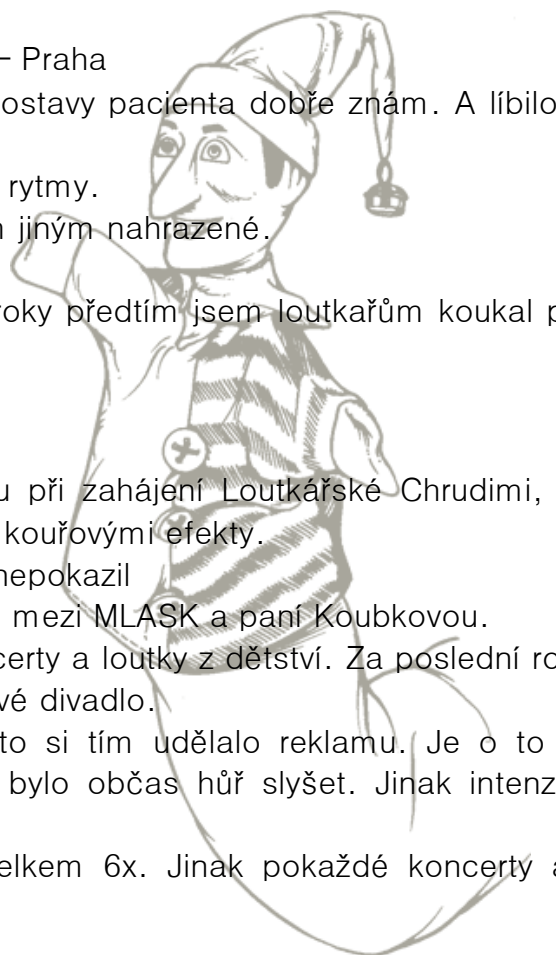 – Praha
ostavy pacienta dobře znám. A líbilo
rytmy.
jiným nahrazené.
roky předtím jsem loutkařům koukal p
u při zahájení Loutkářské Chrudimi,
kouřovými efekty.
nepokazil
mezi MLASK a paní Koubkovou.
certy a loutky z dětství. Za poslední ro
vé divadlo.
to si tím udělalo reklamu. Je o to
bylo občas hůř slyšet. Jinak intenz
elkem 6x. Jinak pokaždé koncerty a